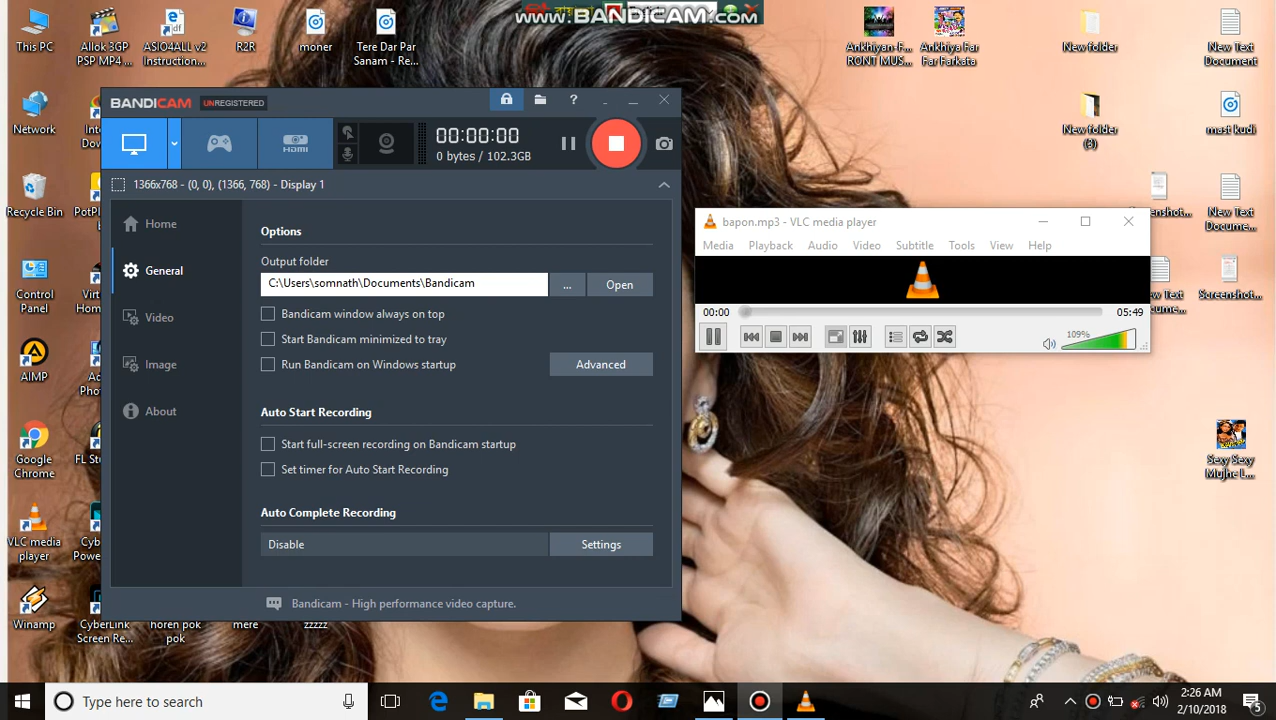 www.BANDICAM.com
This PC
Allok 3GP
PSP MP4 ...
ASIO4ALL v2
Instruction...
R2R
moner
Tere Dar Par
Sanam - Re...
Ankhiyan-F...
RONT MUS...
Ankhiya Far
Far Farkata
New folder
New Text
Document
Network
New folder
(3)
mast kudi
Recycle Bin
New Text
Docume...
Control
Panel
Screenshot...
AIMP
Google
Chrome
Sexy Sexy
Mujhe L...
VLC media
player
Winamp
CyberLink
Screen Re...
horen pok
pok
mere
zzzzz
BANDICAM UNREGISTERED
?
HDMI
00:00:00
0 bytes / 102.3GB
1366x768 - (0, 0), (1366, 768) - Display 1
Home
General
Video
Image
About
Options
Output folder
C:\Users\somnath\Documents\Bandicam
...
Open
Bandicam window always on top
Start Bandicam minimized to tray
Run Bandicam on Windows startup
Advanced
Auto Start Recording
Start full-screen recording on Bandicam startup
Set timer for Auto Start Recording
Auto Complete Recording
Disable
Settings
Bandicam - High performance video capture.
bapon.mp3 - VLC media player
Media Playback Audio Video Subtitle Tools View Help
00:00
05:49
109%
Type here to search
2:26 AM
2/10/2018
5